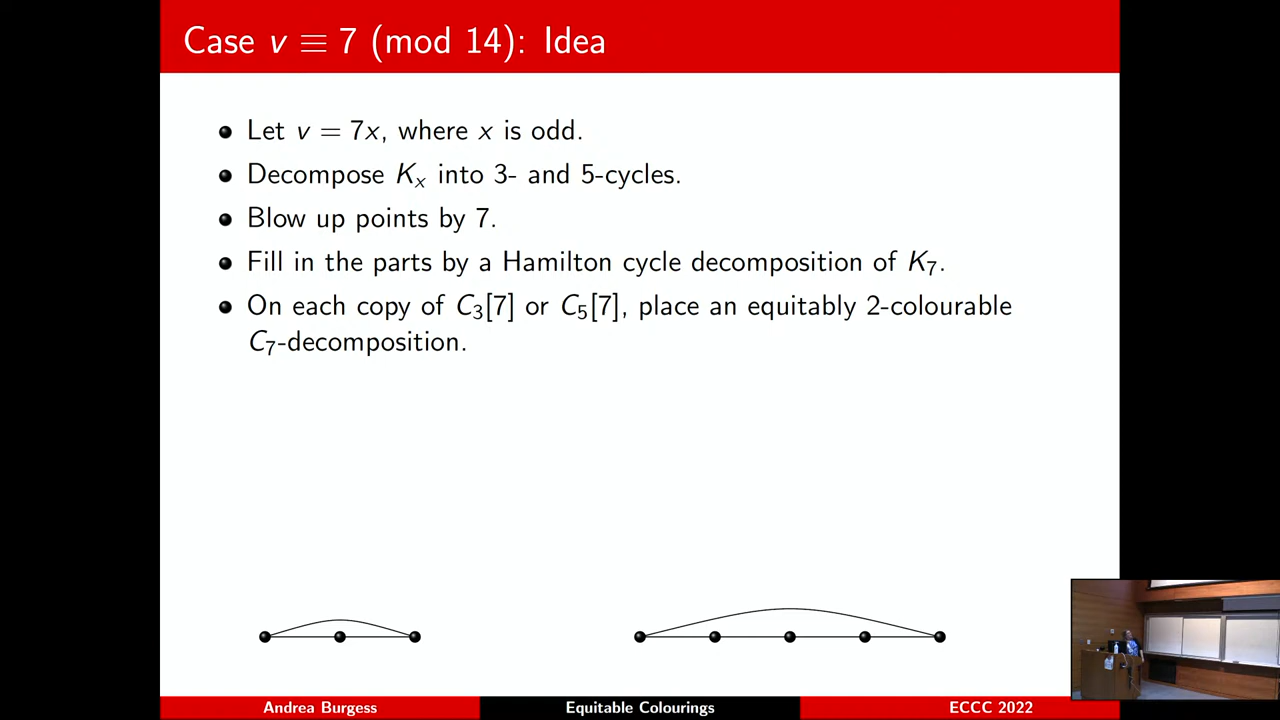 Case v ≡ 7 (mod 14): Idea
Let v = 7x, where x is odd.
Decompose Kₓ into 3- and 5-cycles.
Blow up points by 7.
Fill in the parts by a Hamilton cycle decomposition of K₇.
On each copy of C₃[7] or C₅[7], place an equitably 2-colourable
C₇-decomposition.
Andrea Burgess
Equitable Colourings
ECCC 2022